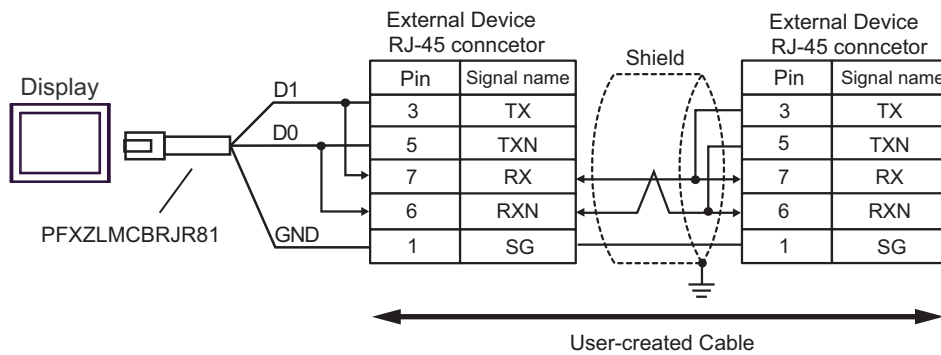 External Device
RJ-45 conncetor
External Device
RJ-45 conncetor
Display
Shield
D1
D0
GND
PFXZLMCBRJR81
Pin Signal name
3 TX
5 TXN
7 RX
6 RXN
1 SG
Pin Signal name
3 TX
5 TXN
7 RX
6 RXN
1 SG
User-created Cable